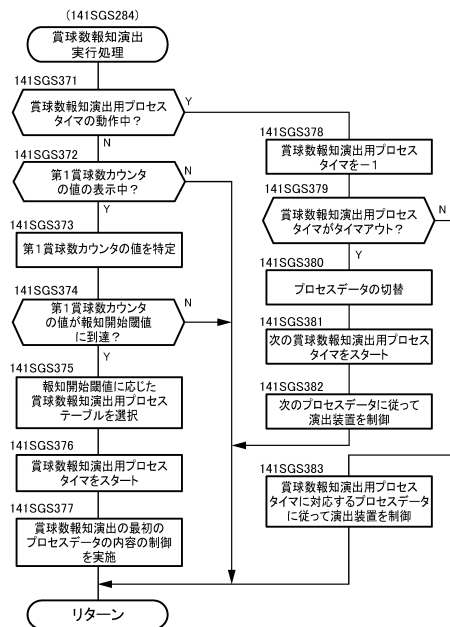 (141SGS284)
賞球数報知演出
実行処理
141SGS371
賞球数報知演出用プロセス
タイマの動作中？
Y
N
141SGS372
第1賞球数カウンタ
の値の表示中？
N
Y
141SGS373
第1賞球数カウンタの値を特定
141SGS374
第1賞球数カウンタ
の値が報知開始閾値
に到達？
N
Y
141SGS375
報知開始閾値に応じた
賞球数報知演出用プロセス
テーブルを選択
141SGS376
賞球数報知演出用プロセス
タイマをスタート
141SGS377
賞球数報知演出の最初の
プロセスデータの内容の制御
を実施
リターン
141SGS378
賞球数報知演出用プロセス
タイマを－1
141SGS379
賞球数報知演出用プロセス
タイマがタイムアウト？
N
Y
141SGS380
プロセスデータの切替
141SGS381
次の賞球数報知演出用プロセス
タイマをスタート
141SGS382
次のプロセスデータに従って
演出装置を制御
141SGS383
賞球数報知演出用プロセス
タイマに対応するプロセスデータ
に従って演出装置を制御